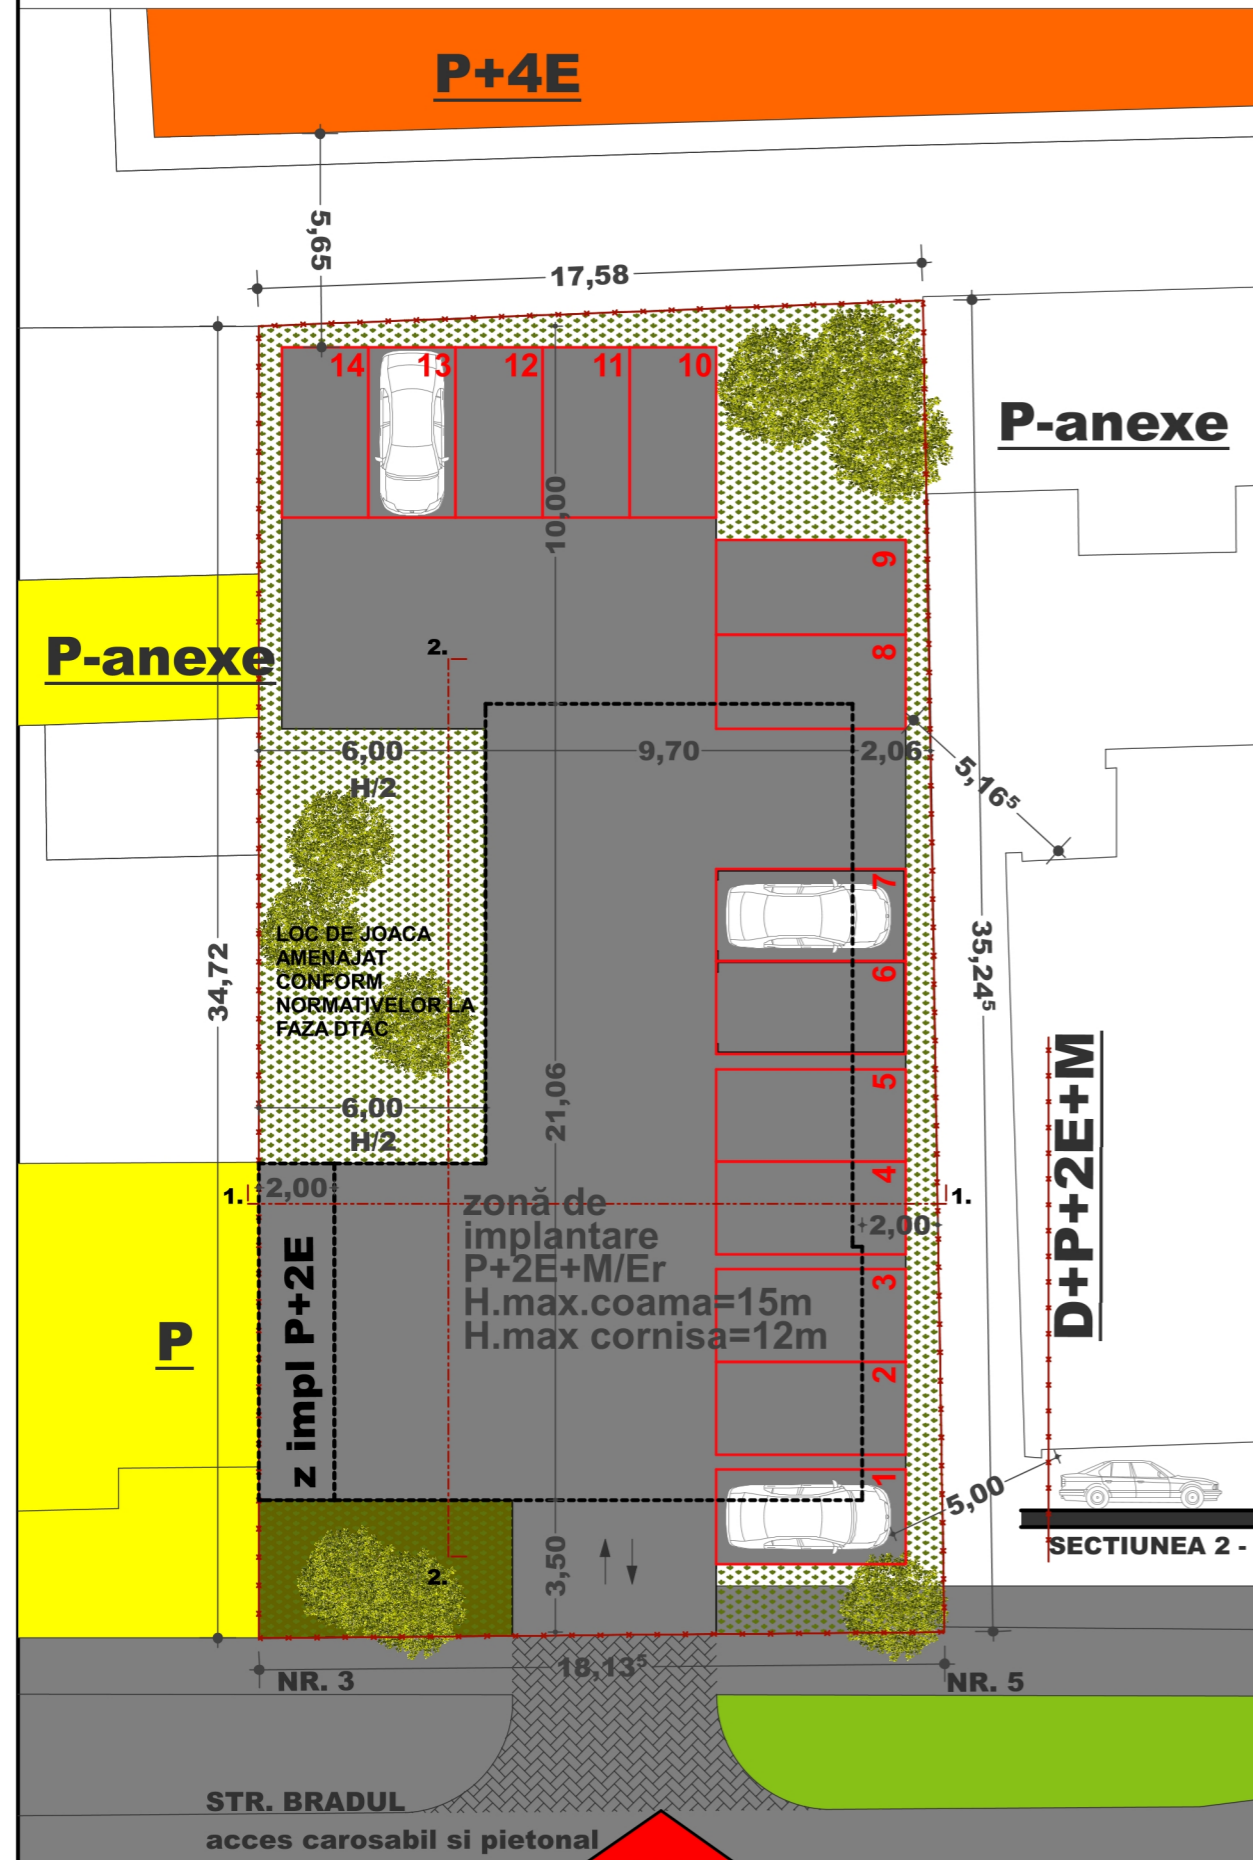 P+4E
5,65
17,58
14
13
12
11
10
P-anexe
10,00
9
8
P-anexe
2.
6,00
H/2
9,70
2,06
5,16⁵
7
LOC DE JOACA
AMENAJAT
CONFORM
NORMATIVELOR LA
FAZA DTAC
34,72
35,24⁵
6
5
21,06
6,00
H/2
4
1.
2,00
1.
2,00
zonă de
implantare
P+2E+M/Er
H.max.coama=15m
H.max cornisa=12m
D+P+2E+M
z impl P+2E
P
3
2
1
5,00
SECTIUNEA 2 -
3,50
2.
18,13⁵
NR. 3
NR. 5
STR. BRADUL
acces carosabil si pietonal